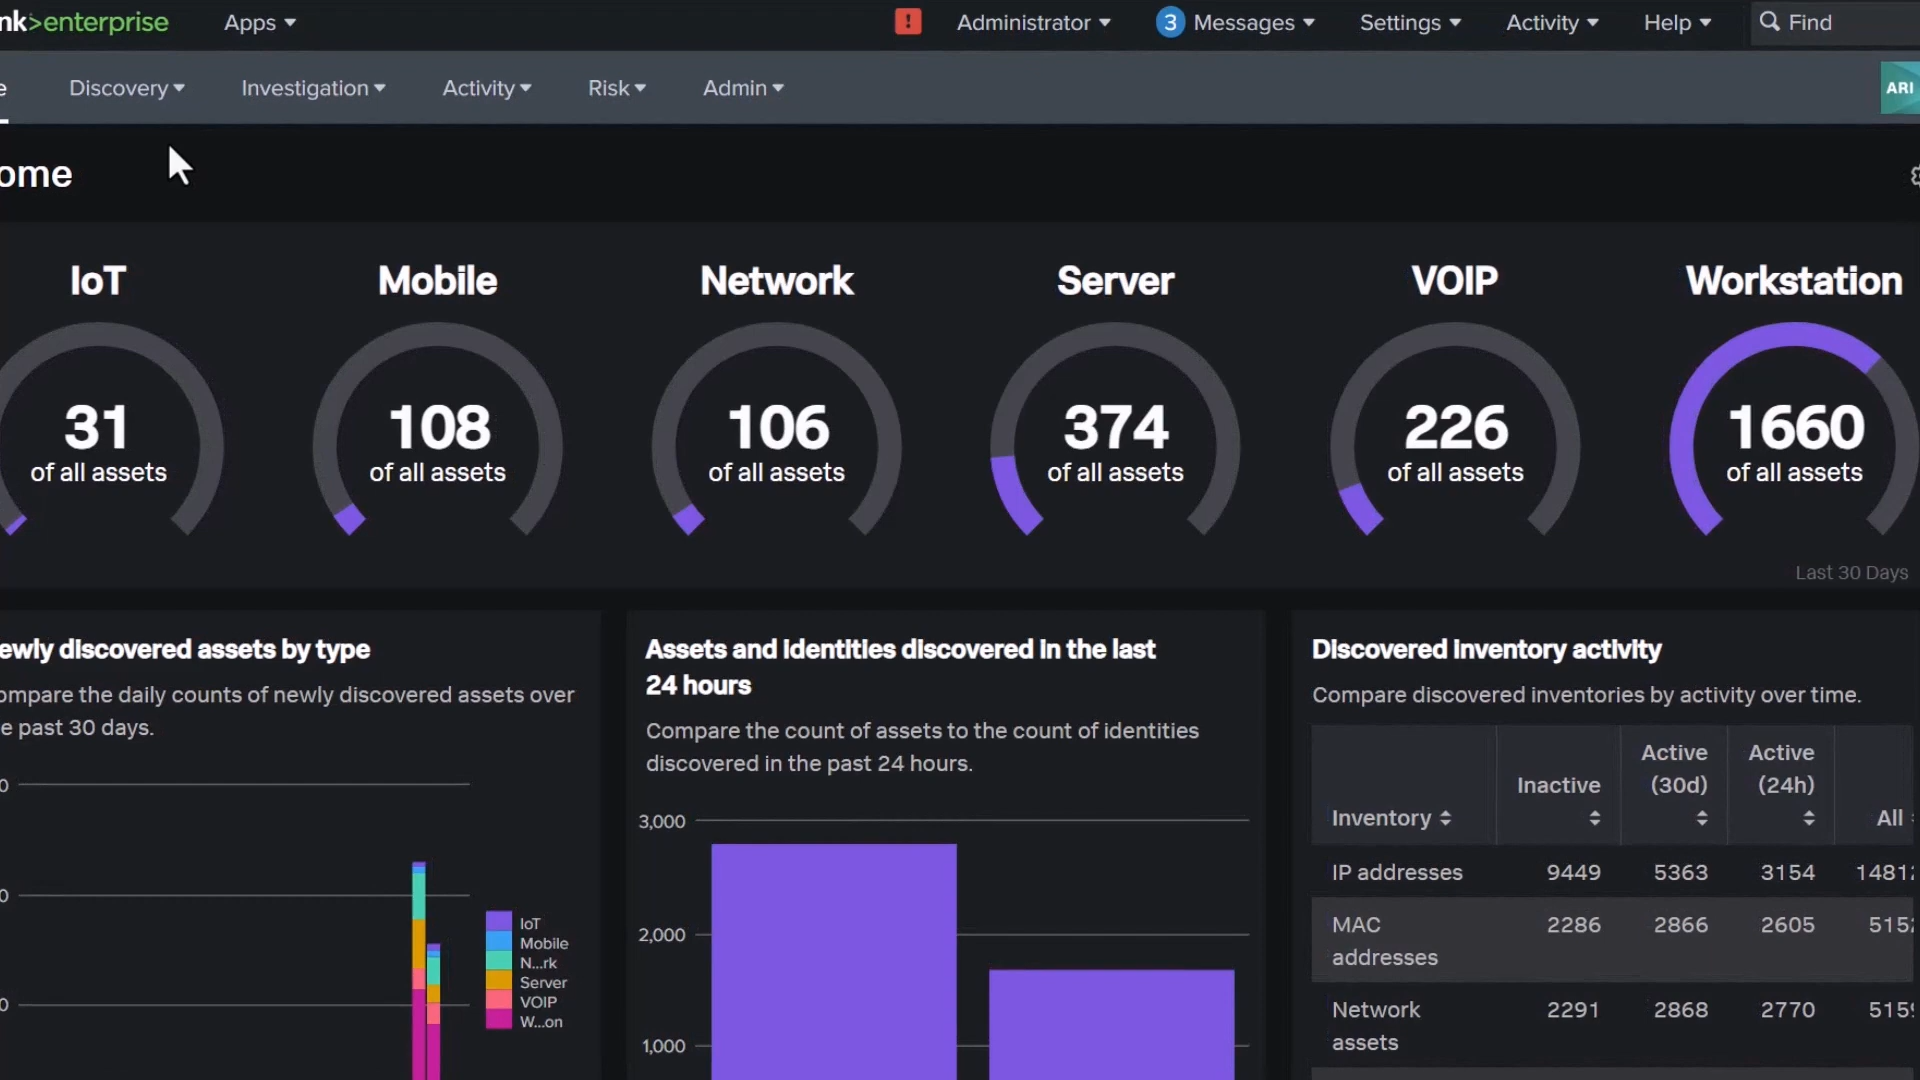 nk>enterprise Apps ! Administrator 3 Messages Settings Activity Help Find
e Discovery Investigation Activity Risk Admin ARI
ome
IoT Mobile Network Server VOIP Workstation
31 108 106 374 226 1660
of all assets of all assets of all assets of all assets of all assets of all assets
Last 30 Days
ewly discovered assets by type
ompare the daily counts of newly discovered assets over
e past 30 days.
0
0
0
IoT
Mobile
N...rk
Server
VOIP
W...on
Assets and identities discovered in the last
24 hours
Compare the count of assets to the count of identities
discovered in the past 24 hours.
3,000
2,000
1,000
Discovered inventory activity
Compare discovered inventories by activity over time.
Inventory Inactive Active (30d) Active (24h) All
IP addresses 9449 5363 3154 1481
MAC 2286 2866 2605 515
addresses
Network 2291 2868 2770 515
assets